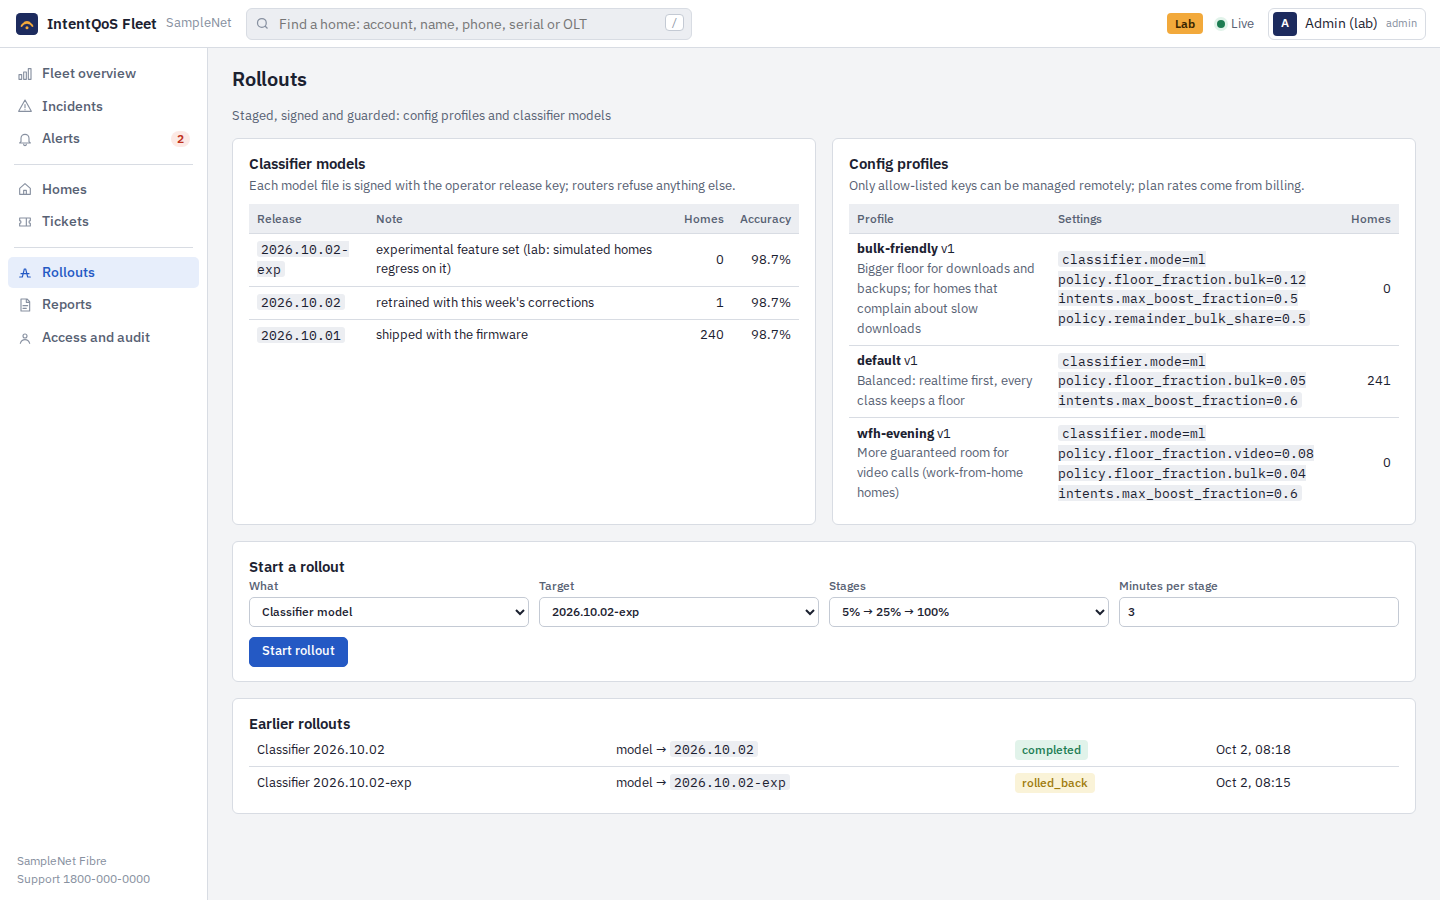 IntentQoS Fleet SampleNet
Find a home: account, name, phone, serial or OLT /
Lab Live A Admin (lab) admin
Fleet overview
Incidents
Alerts 2
Homes
Tickets
Rollouts
Reports
Access and audit
SampleNet Fibre
Support 1800-000-0000
Rollouts
Staged, signed and guarded: config profiles and classifier models
Classifier models
Each model file is signed with the operator release key; routers refuse anything else.
Release Note Homes Accuracy
2026.10.02-
exp
experimental feature set (lab: simulated homes
regress on it)
0 98.7%
2026.10.02 retrained with this week's corrections 1 98.7%
2026.10.01 shipped with the firmware 240 98.7%
Config profiles
Only allow-listed keys can be managed remotely; plan rates come from billing.
Profile Settings Homes
bulk-friendly v1
Bigger floor for downloads and
backups; for homes that
complain about slow
downloads
classifier.mode=ml
policy.floor_fraction.bulk=0.12
intents.max_boost_fraction=0.5
policy.remainder_bulk_share=0.5
0
default v1
Balanced: realtime first, every
class keeps a floor
classifier.mode=ml
policy.floor_fraction.bulk=0.05
intents.max_boost_fraction=0.6
241
wfh-evening v1
More guaranteed room for
video calls (work-from-home
homes)
classifier.mode=ml
policy.floor_fraction.video=0.08
policy.floor_fraction.bulk=0.04
intents.max_boost_fraction=0.6
0
Start a rollout
What Target Stages Minutes per stage
Classifier model 2026.10.02-exp 5% → 25% → 100% 3
Start rollout
Earlier rollouts
Classifier 2026.10.02 model → 2026.10.02 completed Oct 2, 08:18
Classifier 2026.10.02-exp model → 2026.10.02-exp rolled_back Oct 2, 08:15